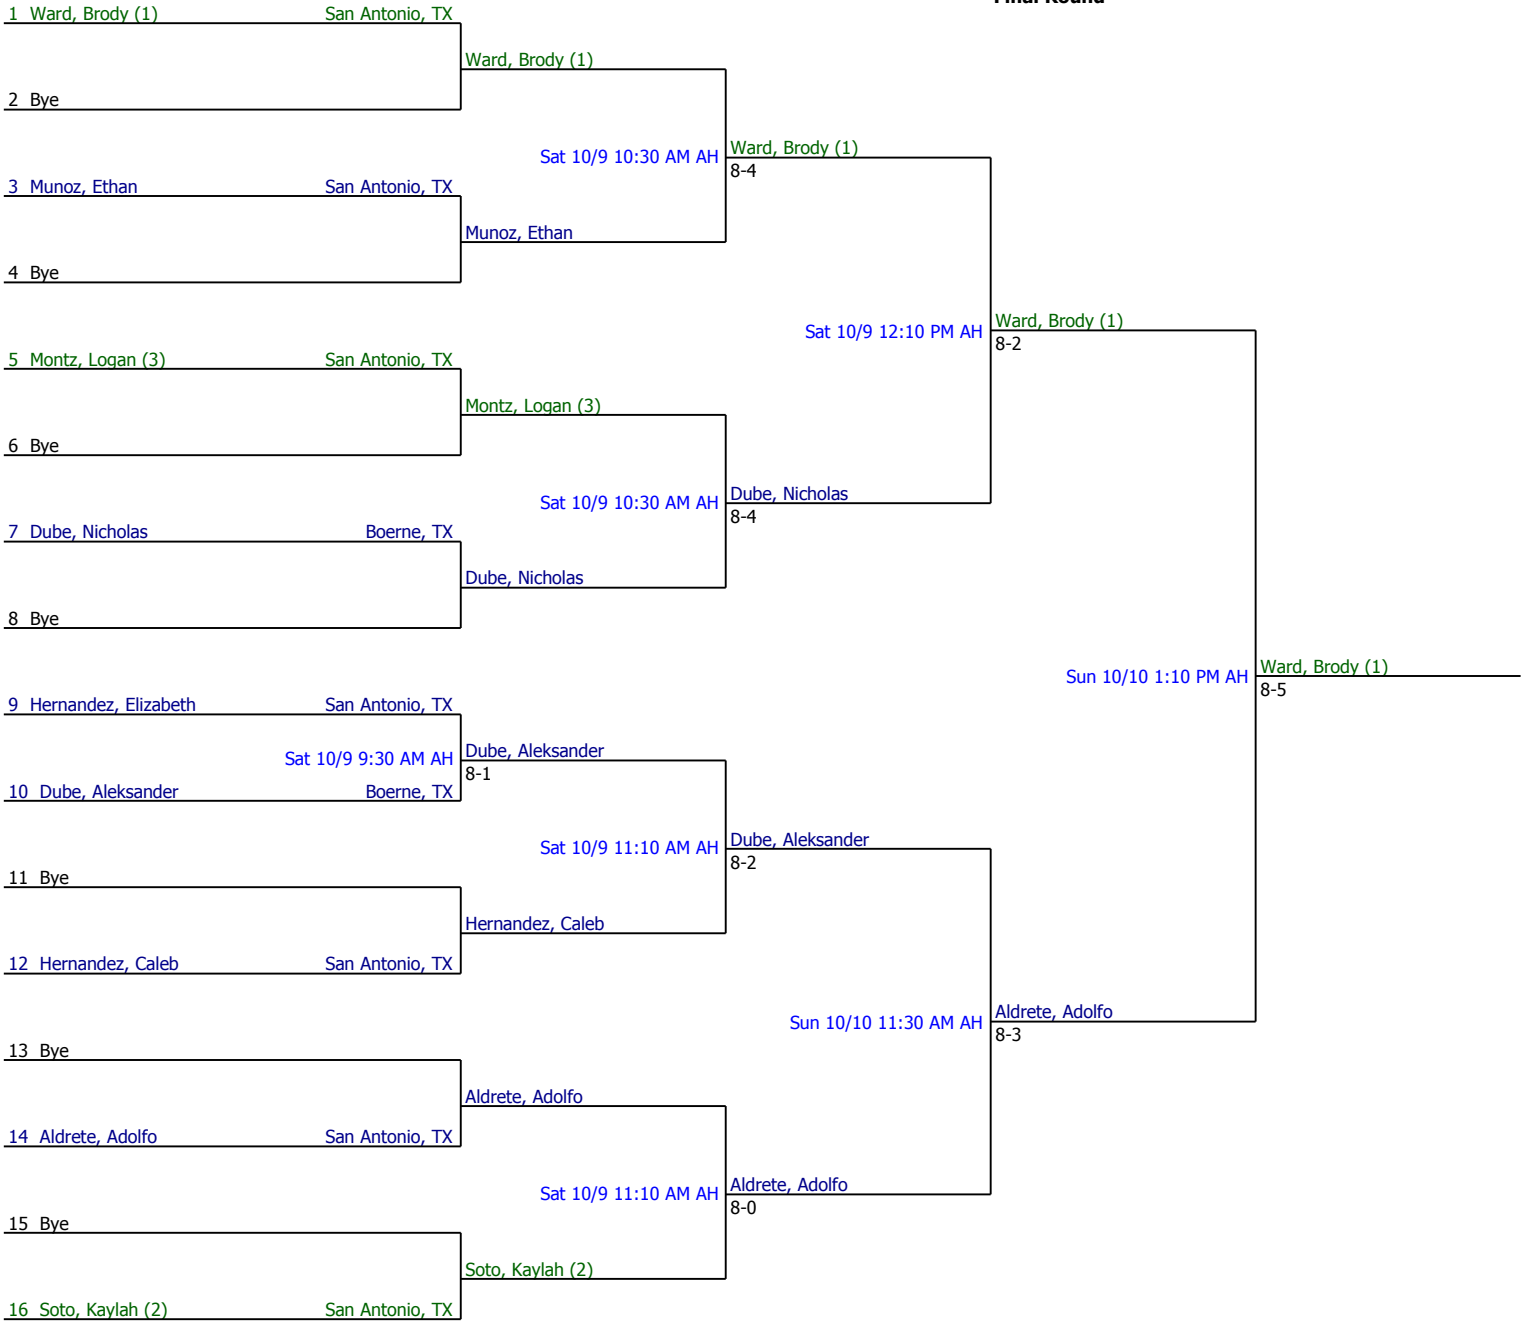 Final Round
1 Ward, Brody (1) San Antonio, TX
Ward, Brody (1)
2 Bye
Sat 10/9 10:30 AM AH
Ward, Brody (1)
8-4
3 Munoz, Ethan San Antonio, TX
Munoz, Ethan
4 Bye
Sat 10/9 12:10 PM AH
Ward, Brody (1)
8-2
5 Montz, Logan (3) San Antonio, TX
Montz, Logan (3)
6 Bye
Sat 10/9 10:30 AM AH
Dube, Nicholas
8-4
7 Dube, Nicholas Boerne, TX
Dube, Nicholas
8 Bye
Sun 10/10 1:10 PM AH
Ward, Brody (1)
8-5
9 Hernandez, Elizabeth San Antonio, TX
Sat 10/9 9:30 AM AH
Dube, Aleksander
8-1
10 Dube, Aleksander Boerne, TX
Sat 10/9 11:10 AM AH
Dube, Aleksander
8-2
11 Bye
Hernandez, Caleb
12 Hernandez, Caleb San Antonio, TX
Sun 10/10 11:30 AM AH
Aldrete, Adolfo
8-3
13 Bye
Aldrete, Adolfo
14 Aldrete, Adolfo San Antonio, TX
Sat 10/9 11:10 AM AH
Aldrete, Adolfo
8-0
15 Bye
Soto, Kaylah (2)
16 Soto, Kaylah (2) San Antonio, TX